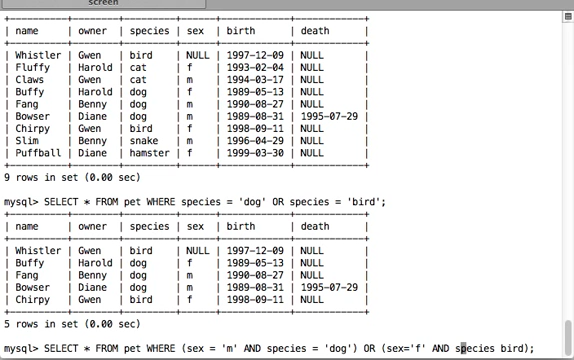 screen
+----------+--------+---------+------+------------+------------+
| name | owner | species | sex | birth | death |
+----------+--------+---------+------+------------+------------+
| Whistler | Gwen | bird | NULL | 1997-12-09 | NULL |
| Fluffy | Harold | cat | f | 1993-02-04 | NULL |
| Claws | Gwen | cat | m | 1994-03-17 | NULL |
| Buffy | Harold | dog | f | 1989-05-13 | NULL |
| Fang | Benny | dog | m | 1990-08-27 | NULL |
| Bowser | Diane | dog | m | 1989-08-31 | 1995-07-29 |
| Chirpy | Gwen | bird | f | 1998-09-11 | NULL |
| Slim | Benny | snake | m | 1996-04-29 | NULL |
| Puffball | Diane | hamster | f | 1999-03-30 | NULL |
+----------+--------+---------+------+------------+------------+
9 rows in set (0.00 sec)
mysql> SELECT * FROM pet WHERE species = 'dog' OR species = 'bird';
+----------+--------+---------+------+------------+------------+
| name | owner | species | sex | birth | death |
+----------+--------+---------+------+------------+------------+
| Whistler | Gwen | bird | NULL | 1997-12-09 | NULL |
| Buffy | Harold | dog | f | 1989-05-13 | NULL |
| Fang | Benny | dog | m | 1990-08-27 | NULL |
| Bowser | Diane | dog | m | 1989-08-31 | 1995-07-29 |
| Chirpy | Gwen | bird | f | 1998-09-11 | NULL |
+----------+--------+---------+------+------------+------------+
5 rows in set (0.00 sec)
mysql> SELECT * FROM pet WHERE (sex = 'm' AND species = 'dog') OR (sex='f' AND species bird);